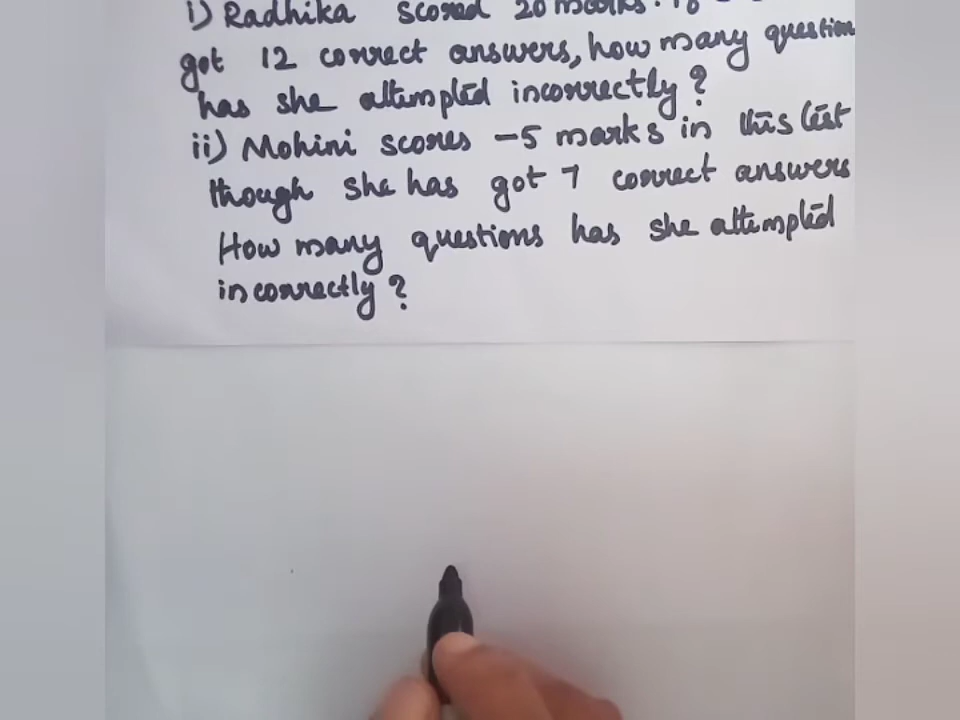 i) Radhika scored 20 marks. If
got 12 correct answers, how many question
has she attempted incorrectly?
ii) Mohini scores -5 marks in this test
though she has got 7 correct answers
How many questions has she attempted
incorrectly?